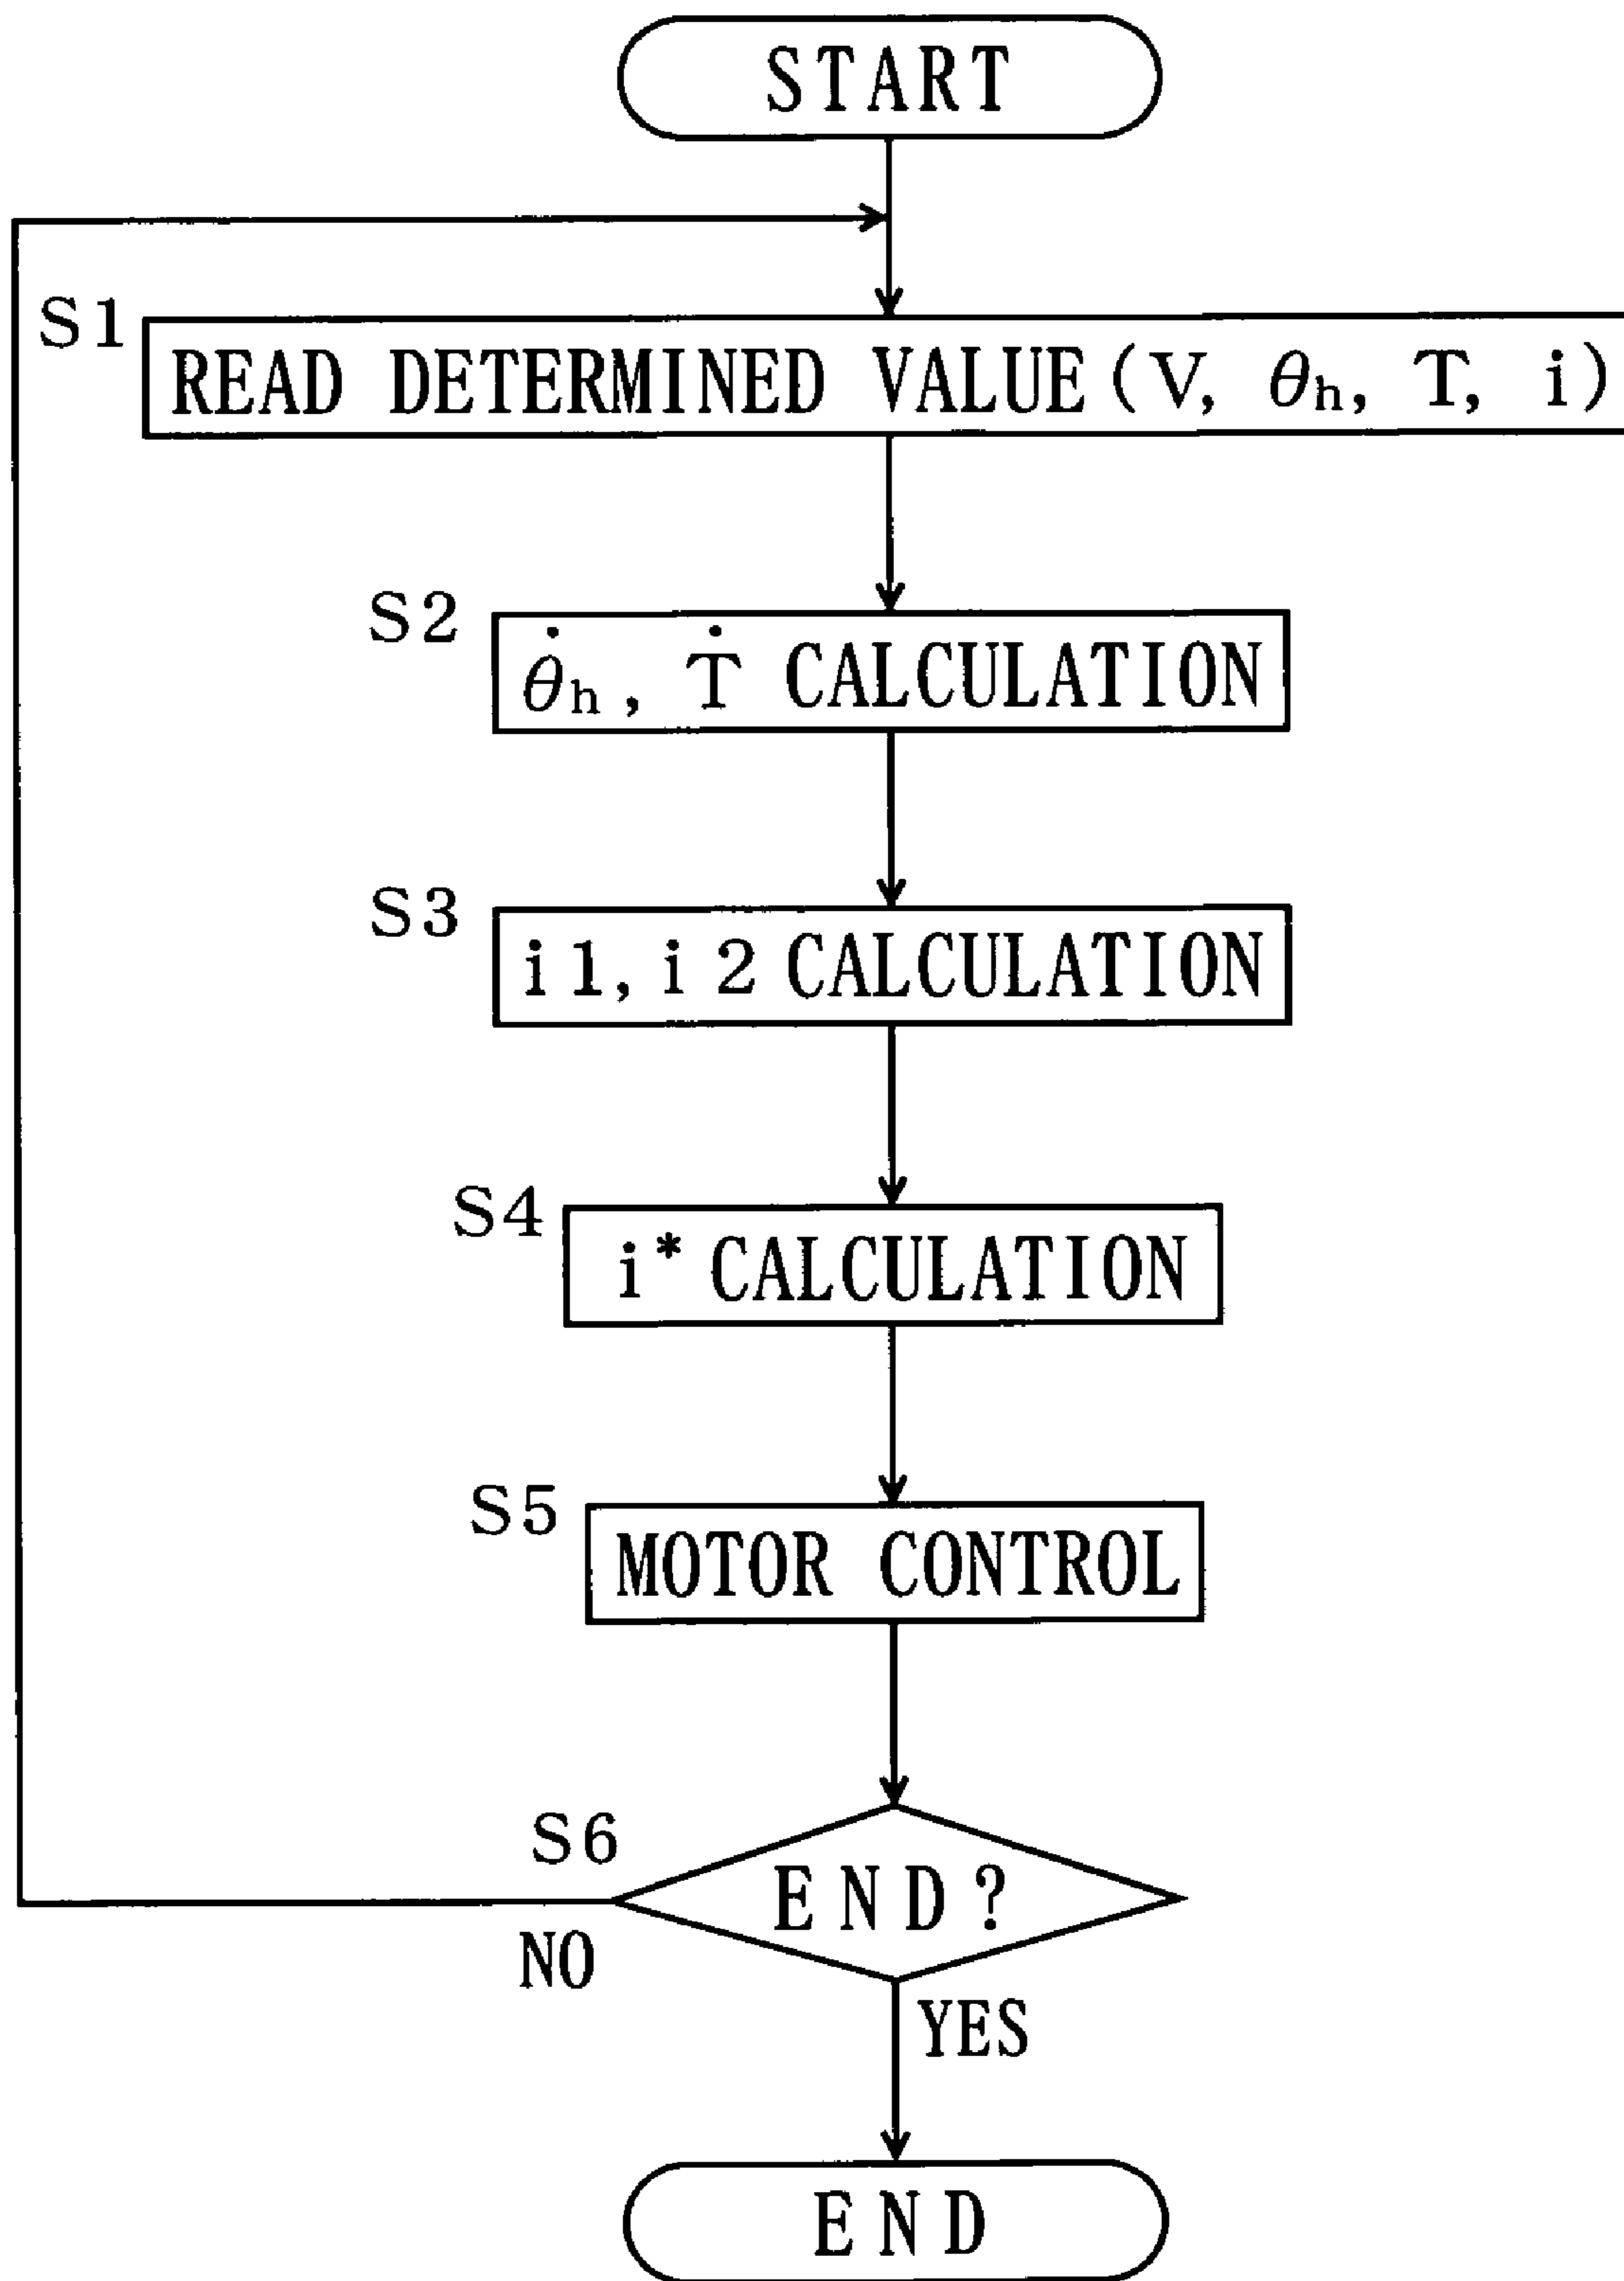 START
S1
READ DETERMINED VALUE (V, θh, T, i)
S2
θ̇h, Ṫ CALCULATION
S3
i1, i2 CALCULATION
S4
i* CALCULATION
S5
MOTOR CONTROL
S6
END?
NO
YES
END